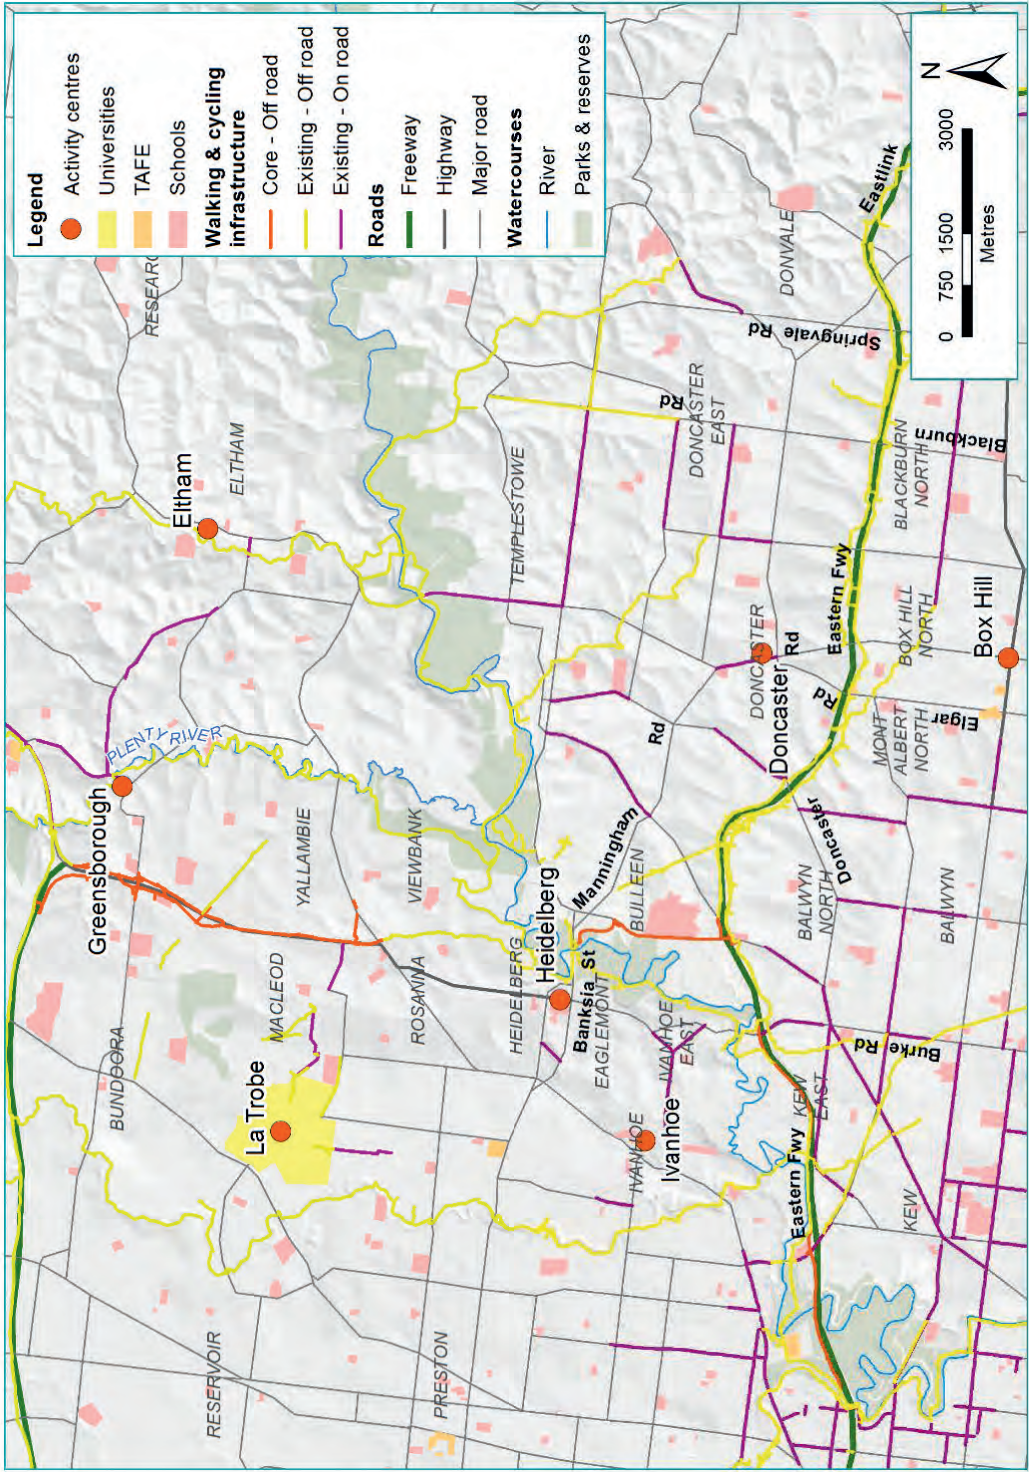 Legend
Activity centres
Universities
TAFE
Schools
Walking & cycling
infrastructure
Core - Off road
Existing - Off road
Existing - On road
Roads
Freeway
Highway
Major road
Watercourses
River
Parks & reserves
N
0 750 1500 3000
Metres
RESEARC
ELTHAM
Eltham
PLENTY RIVER
Greensborough
YALLAMBIE
VIEWBANK
TEMPLESTOWE
BUNDOORA
MACLEOD
ROSANNA
HEIDELBERG
Heidelberg
La Trobe
RESERVOIR
PRESTON
Banksia St
EAGLEMONT
IVANHOE
EAST
IVANHOE
Ivanhoe
Manningham
Rd
BULLEEN
DONCASTER
EAST
Rd
DONVALE
Springvale Rd
Eastlink
DONCASTER
Doncaster
Rd
Eastern Fwy
BLACKBURN
NORTH
Blackburn
BOX HILL
NORTH
Box Hill
Elgar
Rd
MONT
ALBERT
NORTH
Doncaster
BALWYN
NORTH
BALWYN
Burke Rd
KEW
EAST
Eastern Fwy
KEW